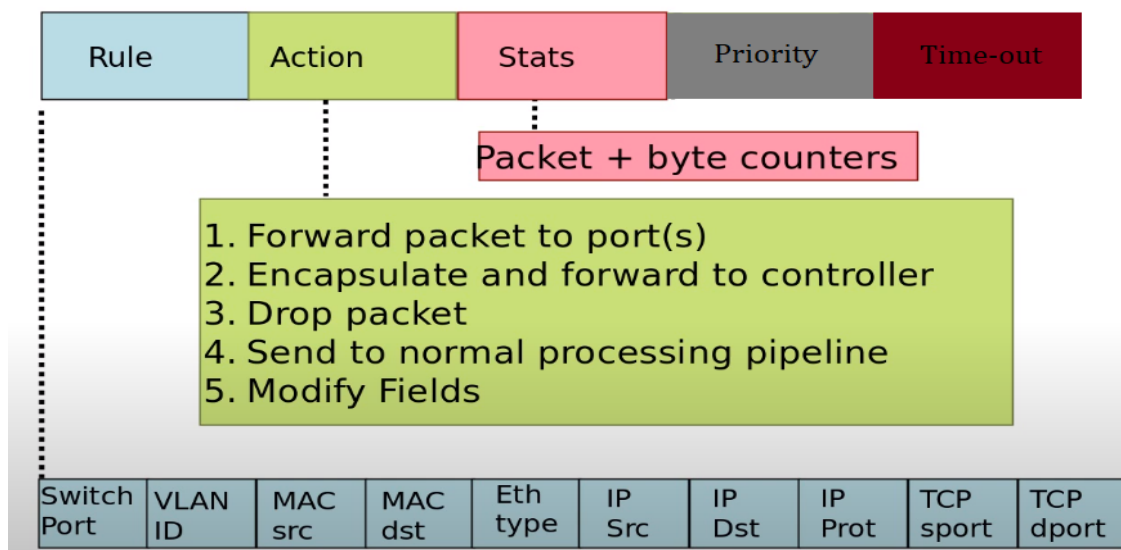 Rule Action Stats Priority Time-out
Packet + byte counters
1. Forward packet to port(s)
2. Encapsulate and forward to controller
3. Drop packet
4. Send to normal processing pipeline
5. Modify Fields
Switch Port
VLAN ID
MAC src
MAC dst
Eth type
IP Src
IP Dst
IP Prot
TCP sport
TCP dport